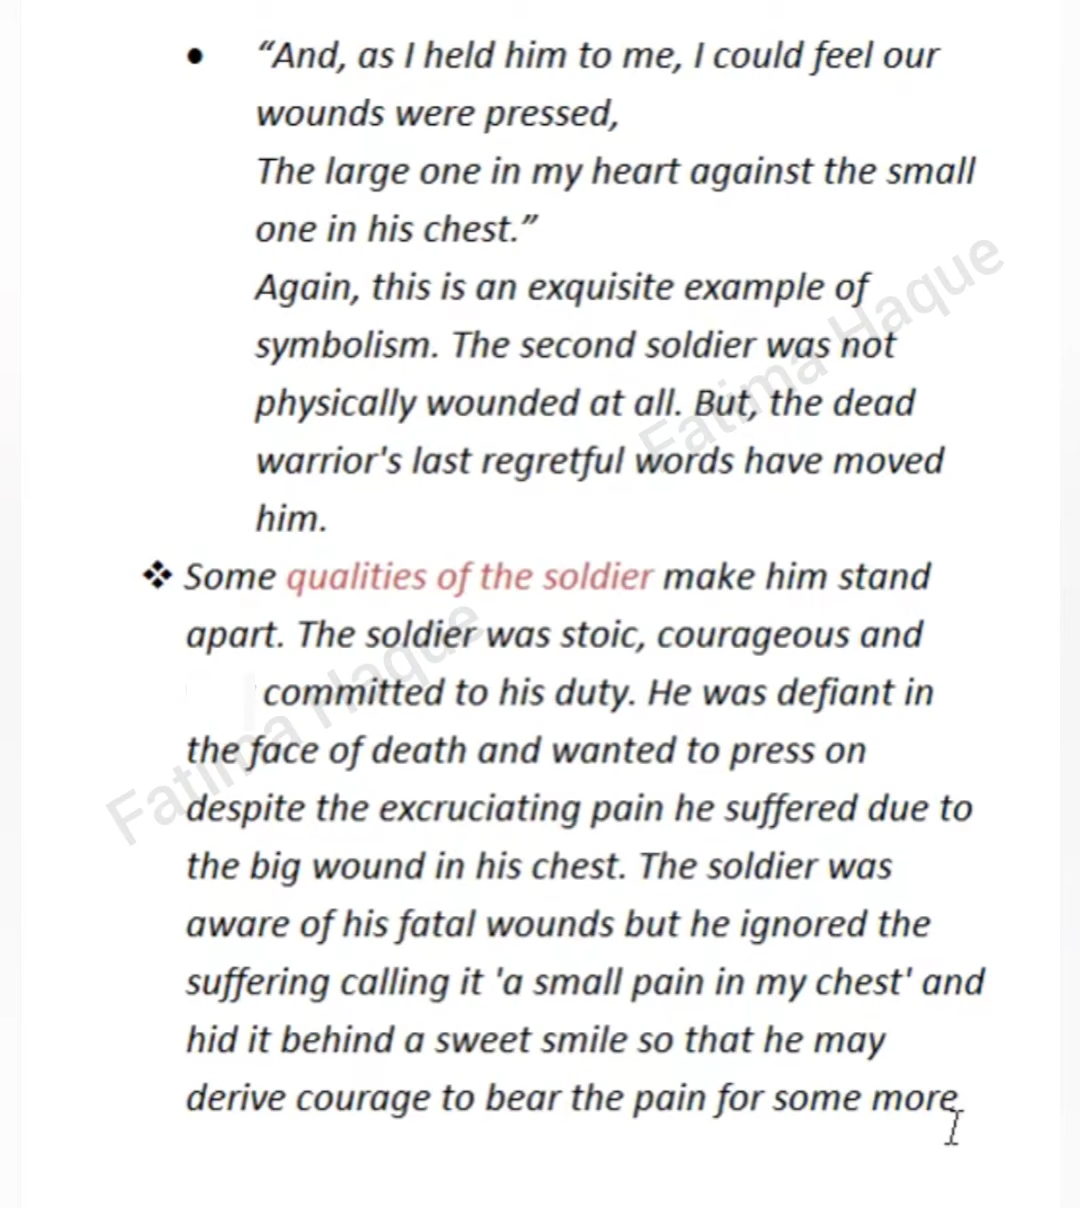 • “And, as I held him to me, I could feel our
wounds were pressed,
The large one in my heart against the small
one in his chest.”
Again, this is an exquisite example of
symbolism. The second soldier was not
physically wounded at all. But, the dead
warrior's last regretful words have moved
him.
❖ Some qualities of the soldier make him stand
apart. The soldier was stoic, courageous and
committed to his duty. He was defiant in
the face of death and wanted to press on
despite the excruciating pain he suffered due to
the big wound in his chest. The soldier was
aware of his fatal wounds but he ignored the
suffering calling it 'a small pain in my chest' and
hid it behind a sweet smile so that he may
derive courage to bear the pain for some more
Fatima Haque
Fatima Haque